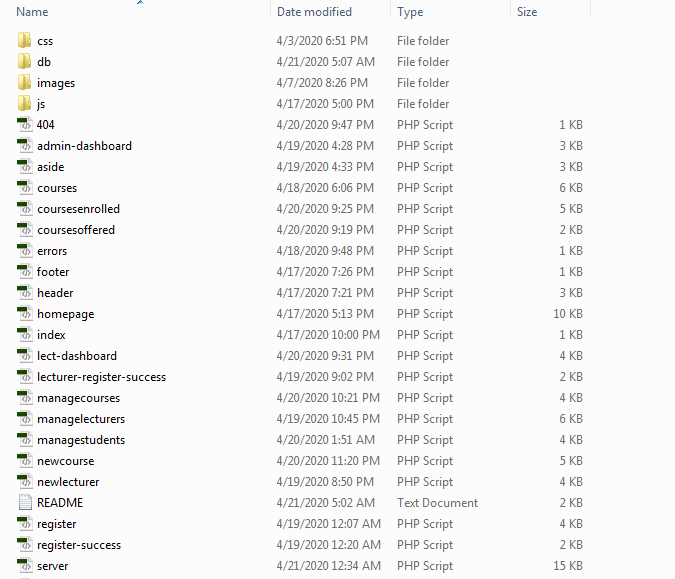 Name Date modified Type Size
css 4/3/2020 6:51 PM File folder
db 4/21/2020 5:07 AM File folder
images 4/7/2020 8:26 PM File folder
js 4/17/2020 5:00 PM File folder
404 4/20/2020 9:47 PM PHP Script 1 KB
admin-dashboard 4/19/2020 4:28 PM PHP Script 3 KB
aside 4/19/2020 4:33 PM PHP Script 3 KB
courses 4/18/2020 6:06 PM PHP Script 6 KB
coursesenrolled 4/20/2020 9:25 PM PHP Script 5 KB
coursesoffered 4/20/2020 9:19 PM PHP Script 2 KB
errors 4/18/2020 9:48 PM PHP Script 1 KB
footer 4/17/2020 7:26 PM PHP Script 1 KB
header 4/17/2020 7:21 PM PHP Script 3 KB
homepage 4/17/2020 5:13 PM PHP Script 10 KB
index 4/17/2020 10:00 PM PHP Script 1 KB
lect-dashboard 4/20/2020 9:31 PM PHP Script 4 KB
lecturer-register-success 4/19/2020 9:02 PM PHP Script 2 KB
managecourses 4/20/2020 10:21 PM PHP Script 4 KB
managelecturers 4/19/2020 10:45 PM PHP Script 6 KB
managestudents 4/20/2020 1:51 AM PHP Script 4 KB
newcourse 4/20/2020 11:20 PM PHP Script 5 KB
newlecturer 4/19/2020 8:50 PM PHP Script 4 KB
README 4/21/2020 5:02 AM Text Document 2 KB
register 4/19/2020 12:07 AM PHP Script 4 KB
register-success 4/19/2020 12:20 AM PHP Script 2 KB
server 4/21/2020 12:34 AM PHP Script 15 KB